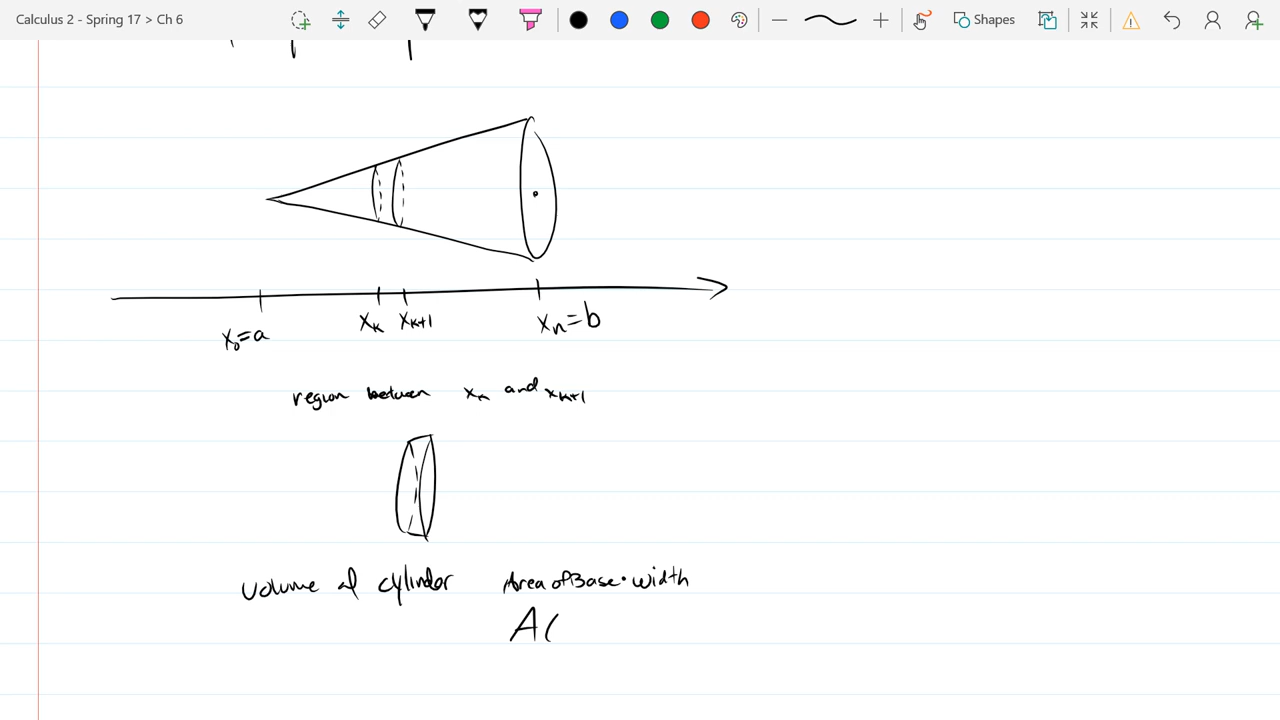 Calculus 2 - Spring 17 > Ch 6
Shapes
x₀=a xₖ xₖ₊₁ xₙ=b
region between xₖ and xₖ₊₁
volume of cylinder Area of Base · width
A(